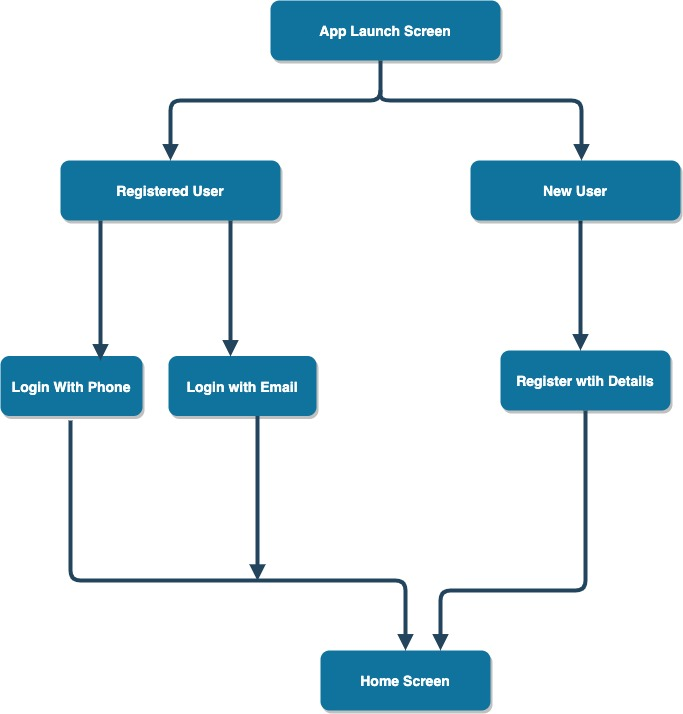 App Launch Screen
Registered User
New User
Login With Phone
Login with Email
Register wtih Details
Home Screen